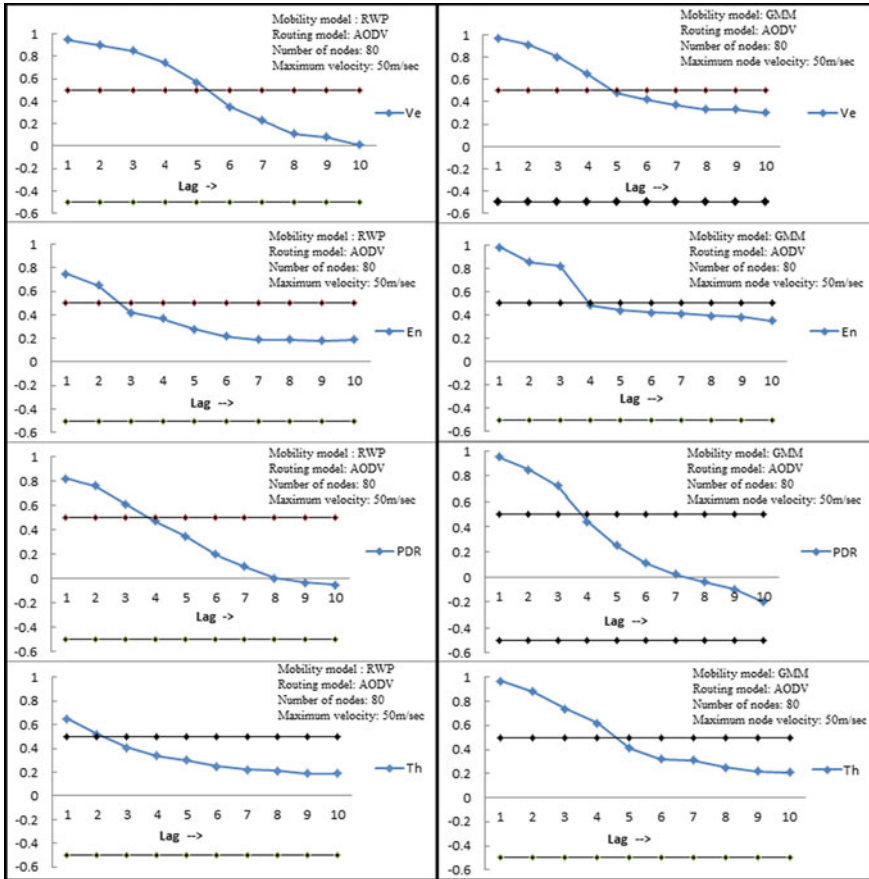 Mobility model : RWP
Routing model: AODV
Number of nodes: 80
Maximum velocity: 50m/sec
1
0.8
0.6
0.4
0.2
0
-0.2
-0.4
-0.6
1 2 3 4 5 6 7 8 9 10
Lag -->
Ve
Mobility model: GMM
Routing model: AODV
Number of nodes: 80
Maximum node velocity: 50m/sec
1
0.8
0.6
0.4
0.2
0
-0.2
-0.4
-0.6
1 2 3 4 5 6 7 8 9 10
Lag -->
Ve
Mobility model : RWP
Routing model: AODV
Number of nodes: 80
Maximum velocity: 50m/sec
1
0.8
0.6
0.4
0.2
0
-0.2
-0.4
-0.6
1 2 3 4 5 6 7 8 9 10
Lag -->
En
Mobility model: GMM
Routing model: AODV
Number of nodes: 80
Maximum node velocity: 50m/sec
1
0.8
0.6
0.4
0.2
0
-0.2
-0.4
-0.6
1 2 3 4 5 6 7 8 9 10
Lag -->
En
Mobility model: RWP
Routing model: AODV
Number of nodes: 80
Maximum velocity: 50m/sec
1
0.8
0.6
0.4
0.2
0
-0.2
-0.4
-0.6
1 2 3 4 5 6 7 8 9 10
Lag -->
PDR
Mobility model: GMM
Routing model: AODV
Number of nodes: 80
Maximum node velocity: 50m/sec
1
0.8
0.6
0.4
0.2
0
-0.2
-0.4
-0.6
1 2 3 4 5 6 7 8 9 10
Lag -->
PDR
Mobility model : RWP
Routing model: AODV
Number of nodes: 80
Maximum velocity: 50m/sec
1
0.8
0.6
0.4
0.2
0
-0.2
-0.4
-0.6
1 2 3 4 5 6 7 8 9 10
Lag -->
Th
Mobility model: GMM
Routing model: AODV
Number of nodes: 80
Maximum node velocity: 50m/sec
1
0.8
0.6
0.4
0.2
0
-0.2
-0.4
-0.6
1 2 3 4 5 6 7 8 9 10
Lag -->
Th